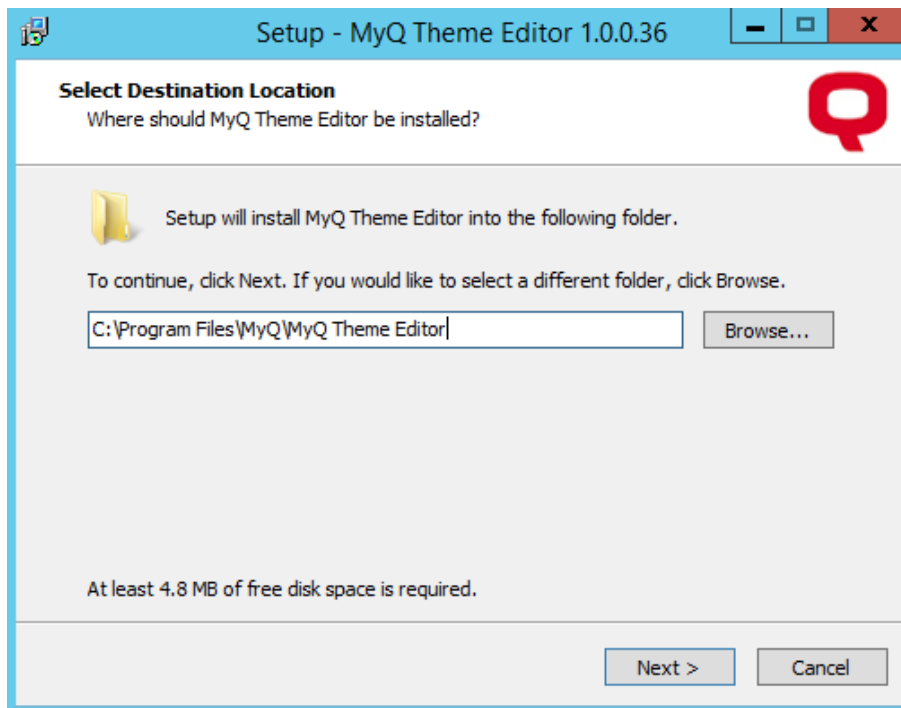 Setup - MyQ Theme Editor 1.0.0.36
Select Destination Location
Where should MyQ Theme Editor be installed?
Setup will install MyQ Theme Editor into the following folder.
To continue, click Next. If you would like to select a different folder, click Browse.
C:\Program Files\MyQ\MyQ Theme Editor
Browse...
At least 4.8 MB of free disk space is required.
Next >
Cancel